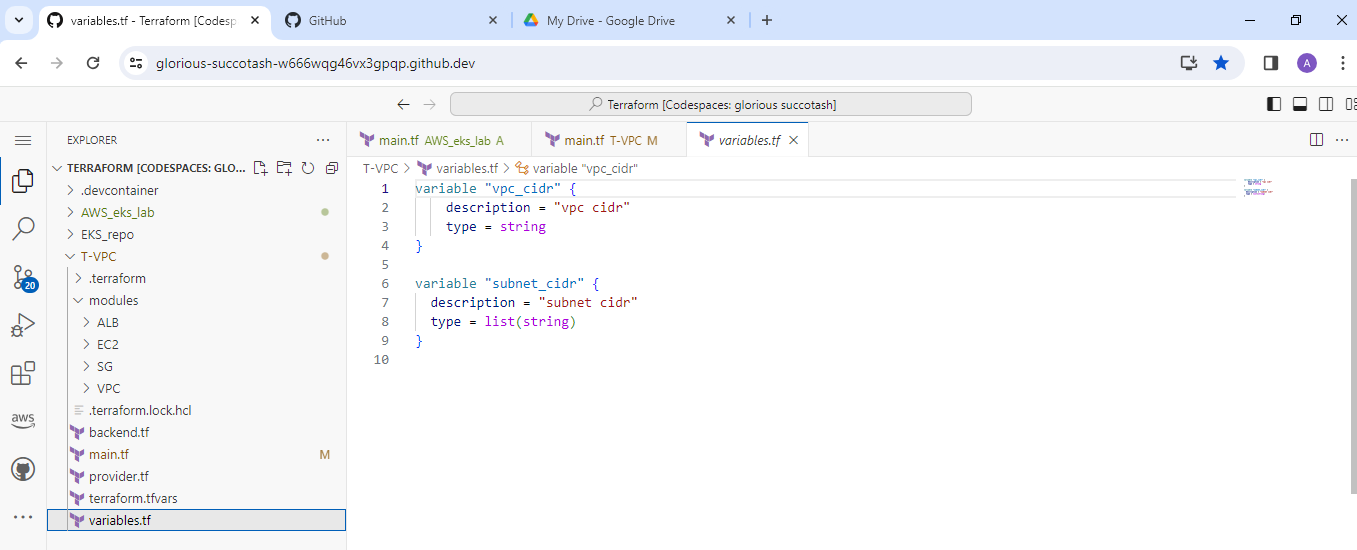 variables.tf - Terraform [Codesp
GitHub
My Drive - Google Drive
glorious-succotash-w666wqg46vx3gpqp.github.dev
A
Terraform [Codespaces: glorious succotash]
EXPLORER
main.tf AWS_eks_lab A
main.tf T-VPC M
variables.tf
TERRAFORM [CODESPACES: GLO...
T-VPC > variables.tf > variable "vpc_cidr"
.devcontainer
AWS_eks_lab
EKS_repo
T-VPC
.terraform
modules
ALB
EC2
SG
VPC
.terraform.lock.hcl
backend.tf
main.tf M
provider.tf
terraform.tfvars
variables.tf
20
aws
1 variable "vpc_cidr" {
2 description = "vpc cidr"
3 type = string
4 }
5
6 variable "subnet_cidr" {
7 description = "subnet cidr"
8 type = list(string)
9 }
10